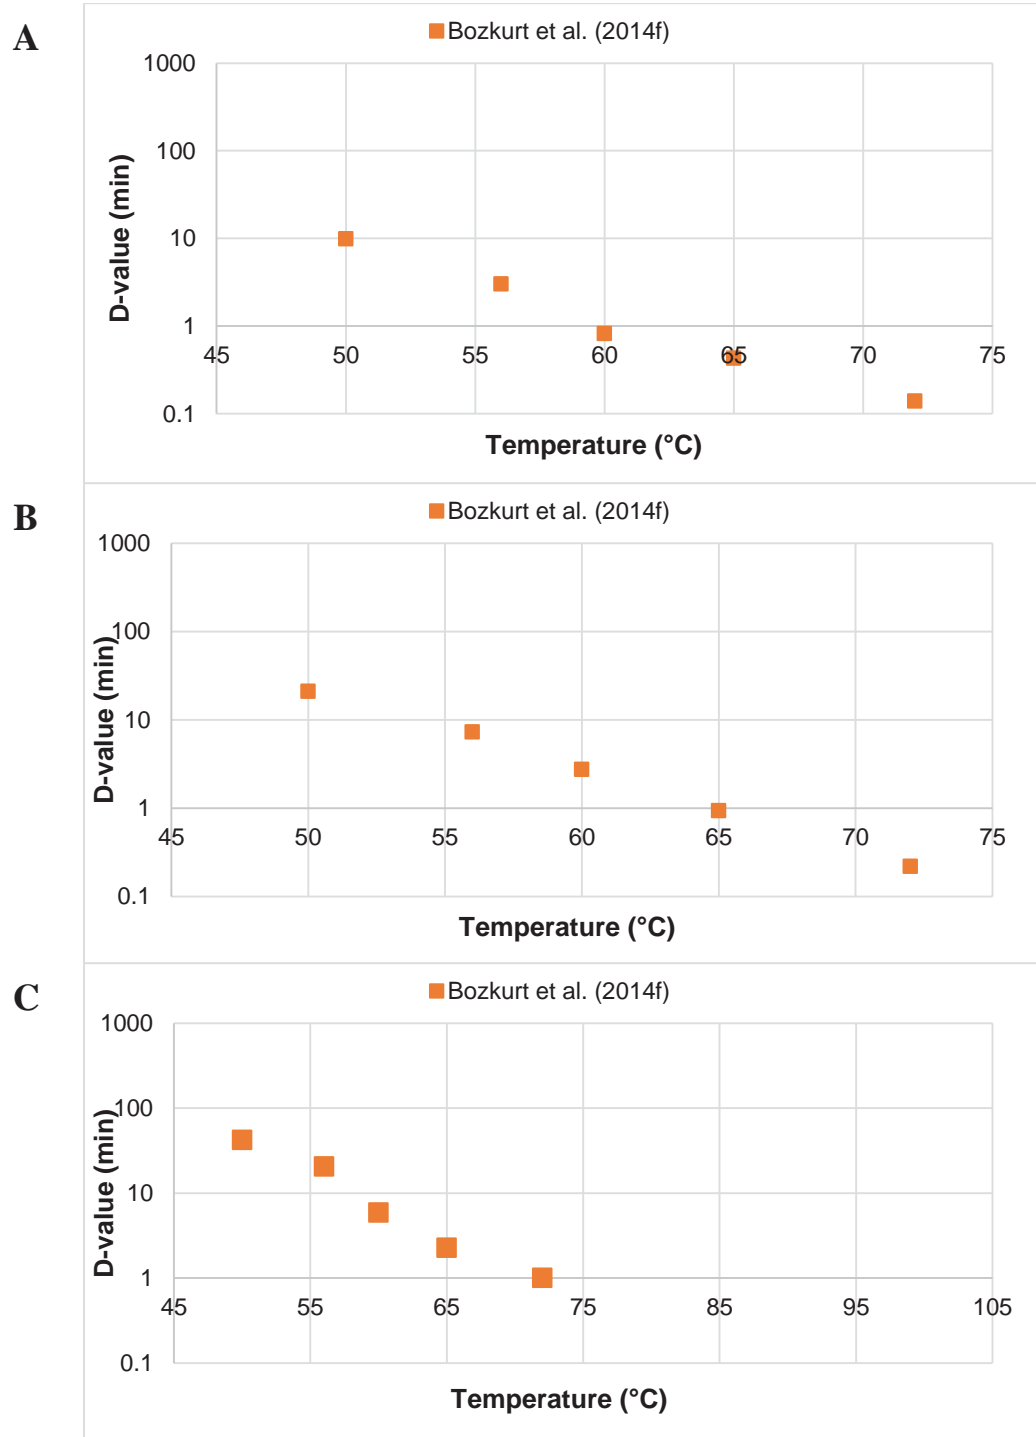 A
Bozkurt et al. (2014f)
1000
100
10
1
0.1
D-value (min)
45 50 55 60 65 70 75
Temperature (°C)
B
Bozkurt et al. (2014f)
1000
100
10
1
0.1
D-value (min)
45 50 55 60 65 70 75
Temperature (°C)
C
Bozkurt et al. (2014f)
1000
100
10
1
0.1
D-value (min)
45 55 65 75 85 95 105
Temperature (°C)